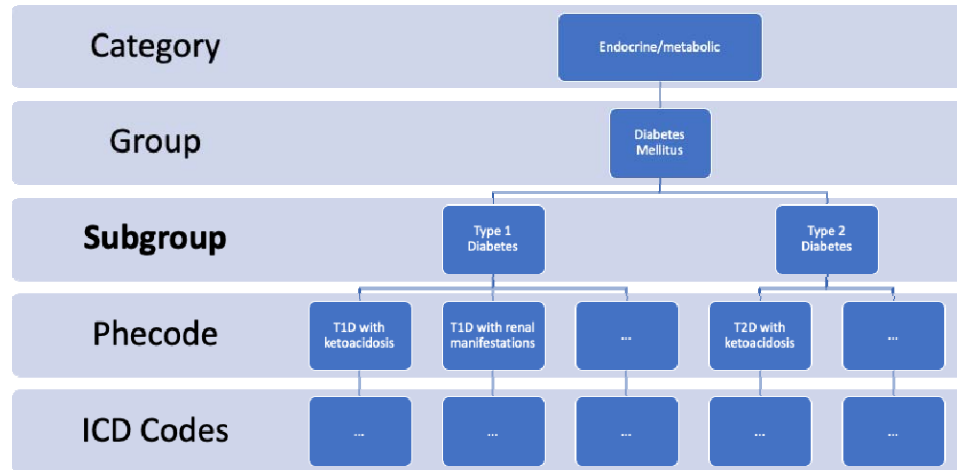 Category
Endocrine/metabolic
Group
Diabetes
Mellitus
Subgroup
Type 1
Diabetes
Type 2
Diabetes
Phecode
T1D with
ketoacidosis
T1D with renal
manifestations
...
T2D with
ketoacidosis
...
ICD Codes
...
...
...
...
...